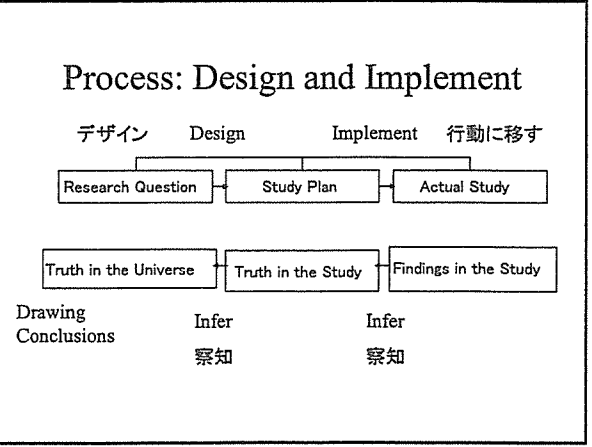 Process: Design and Implement
デザイン Design Implement 行動に移す
Research Question Study Plan Actual Study
Truth in the Universe Truth in the Study Findings in the Study
Drawing
Conclusions
Infer Infer
察知 察知